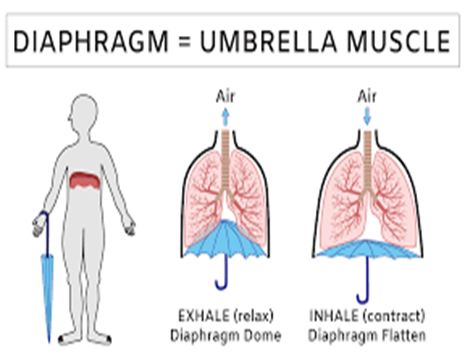 DIAPHRAGM = UMBRELLA MUSCLE
Air
Air
EXHALE (relax)
Diaphragm Dome
INHALE (contract)
Diaphragm Flatten